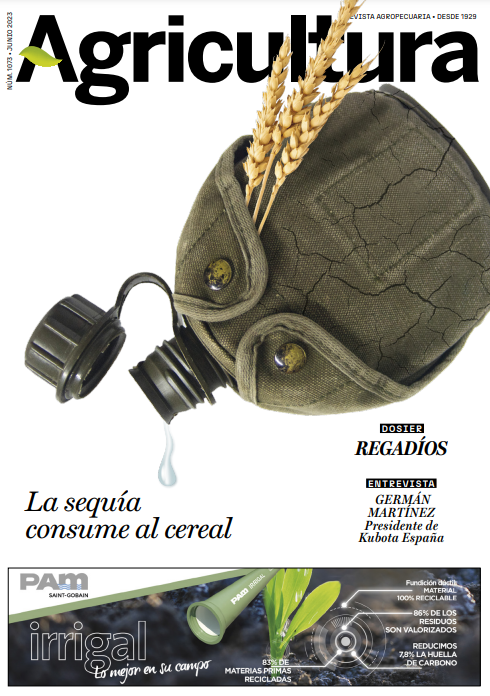 NÚM. 1073 • JUNIO 2023
REVISTA AGROPECUARIA • DESDE 1929
Agricultura
DOSIER
REGADÍOS
ENTREVISTA
GERMÁN
MARTÍNEZ
Presidente de
Kubota España
La sequía
consume al cereal
PAM
SAINT-GOBAIN
PAM IRRIGAL
irrigal
Lo mejor en su campo
Fundición dúctil:
MATERIAL
100% RECICLABLE
86% DE LOS
RESIDUOS
SON VALORIZADOS
REDUCIMOS
7,8% LA HUELLA
DE CARBONO
83% DE
MATERIAS PRIMAS
RECICLADAS